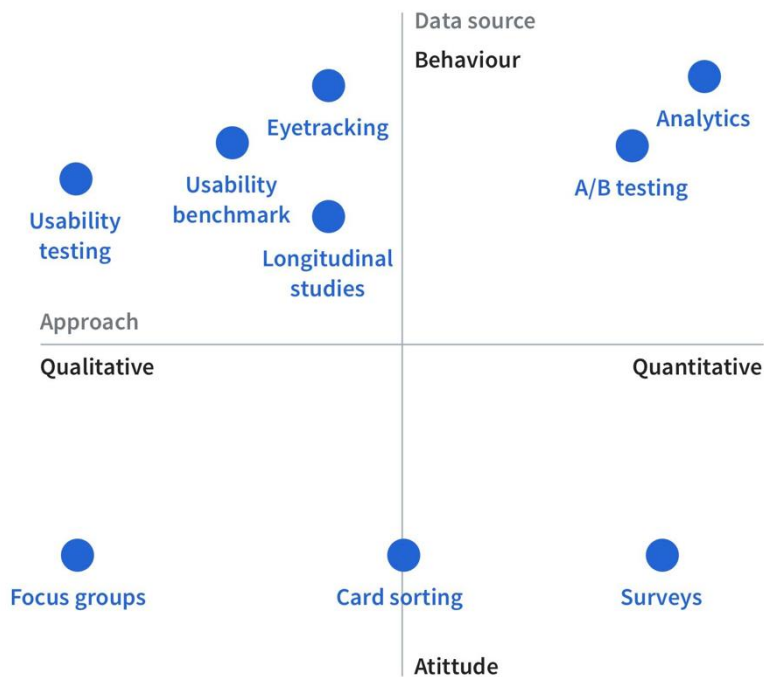 Data source
Behaviour
Eyetracking
Analytics
Usability
benchmark
A/B testing
Usability
testing
Longitudinal
studies
Approach
Qualitative
Quantitative
Focus groups
Card sorting
Surveys
Atittude